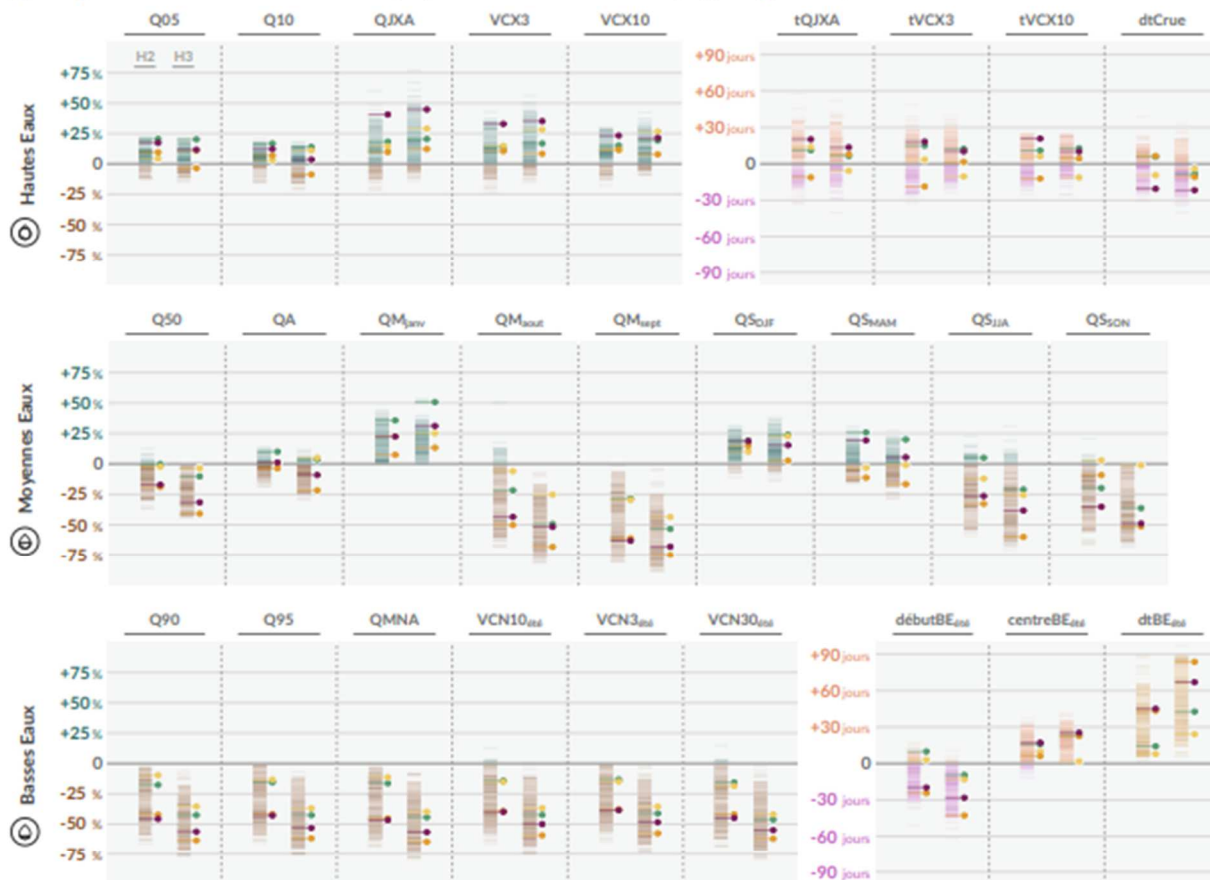 Q05 Q10 QJXA VCX3 VCX10 tQJXA tVCX3 tVCX10 dtCrue
H2 H3
+90 jours
+75 %
+60 jours
+50 %
+30 jours
+25 %
0 0
-25 %
-30 jours
-50 %
-60 jours
-75 %
-90 jours
Hautes Eaux
Q50 QA QMjanv QMaout QMsept QSDJF QSMAM QSJJA QSSON
+75 %
+50 %
+25 %
0
-25 %
-50 %
-75 %
Moyennes Eaux
Q90 Q95 QMNA VCN10été VCN3été VCN30été débutBEété centreBEété dtBEété
+90 jours
+75 %
+60 jours
+50 %
+30 jours
+25 %
0 0
-25 %
-30 jours
-50 %
-60 jours
-75 %
-90 jours
Basses Eaux